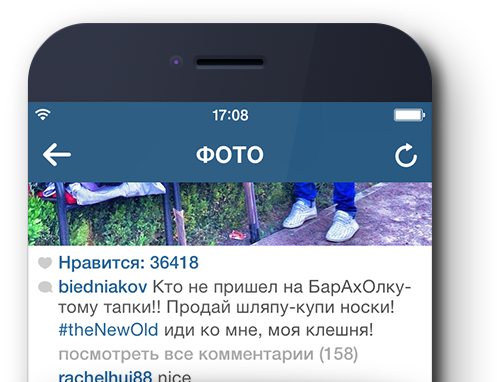 17:08
ФОТО
Нравится: 36418
biedniakov Кто не пришел на БарАхОлку-
тому тапки!! Продай шляпу-купи носки!
#theNewOld иди ко мне, моя клешня!
посмотреть все комментарии (158)
rachelhui88 nice